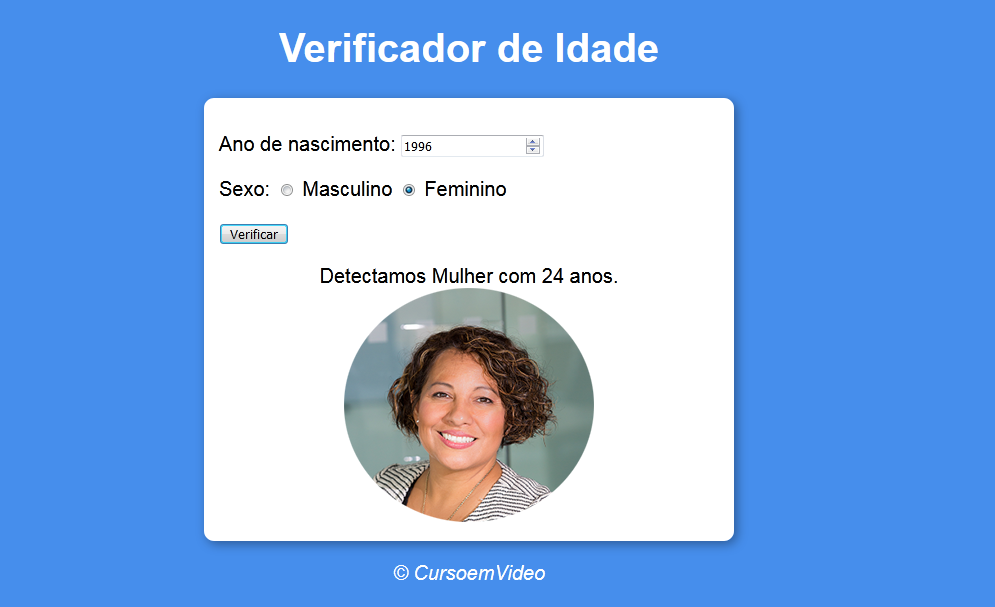 Verificador de Idade
Ano de nascimento: 1996
Sexo: Masculino Feminino
Verificar
Detectamos Mulher com 24 anos.
© CursoemVideo